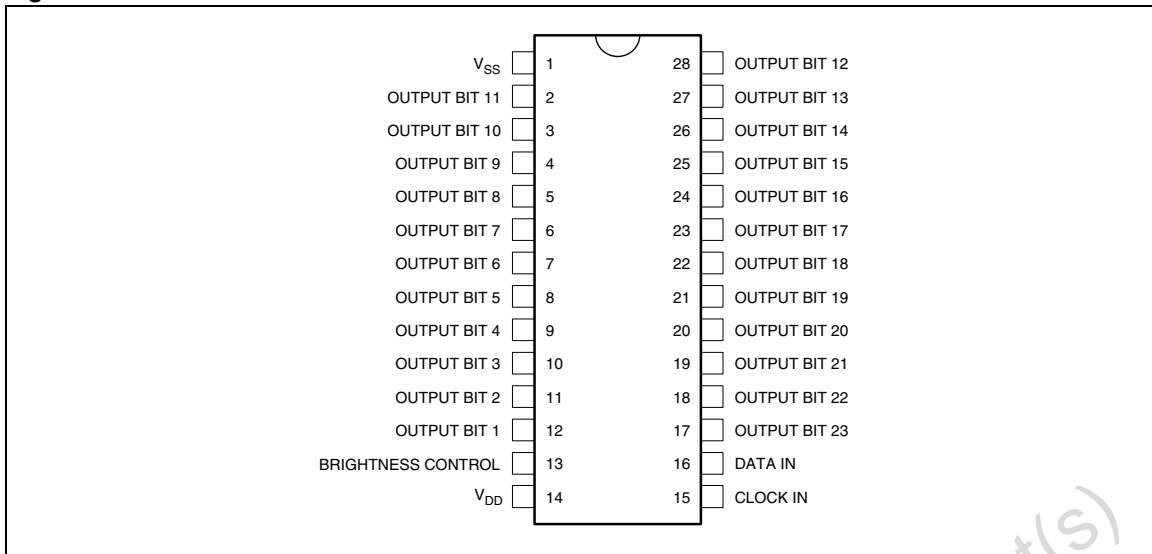 V_SS 1 28 OUTPUT BIT 12
OUTPUT BIT 11 2 27 OUTPUT BIT 13
OUTPUT BIT 10 3 26 OUTPUT BIT 14
OUTPUT BIT 9 4 25 OUTPUT BIT 15
OUTPUT BIT 8 5 24 OUTPUT BIT 16
OUTPUT BIT 7 6 23 OUTPUT BIT 17
OUTPUT BIT 6 7 22 OUTPUT BIT 18
OUTPUT BIT 5 8 21 OUTPUT BIT 19
OUTPUT BIT 4 9 20 OUTPUT BIT 20
OUTPUT BIT 3 10 19 OUTPUT BIT 21
OUTPUT BIT 2 11 18 OUTPUT BIT 22
OUTPUT BIT 1 12 17 OUTPUT BIT 23
BRIGHTNESS CONTROL 13 16 DATA IN
V_DD 14 15 CLOCK IN
t(s)